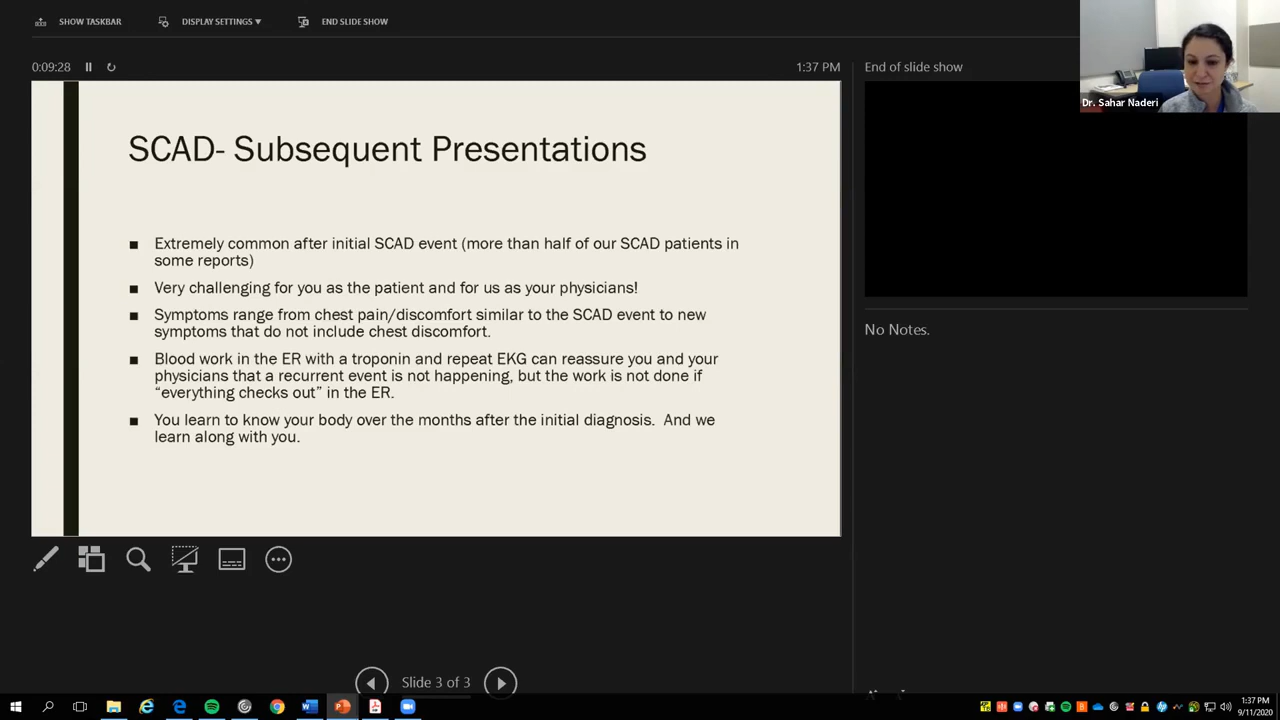 SHOW TASKBAR
DISPLAY SETTINGS
END SLIDE SHOW
0:09:28
1:37 PM
End of slide show
Dr. Sahar Naderi
SCAD- Subsequent Presentations
Extremely common after initial SCAD event (more than half of our SCAD patients in
some reports)
Very challenging for you as the patient and for us as your physicians!
Symptoms range from chest pain/discomfort similar to the SCAD event to new
symptoms that do not include chest discomfort.
Blood work in the ER with a troponin and repeat EKG can reassure you and your
physicians that a recurrent event is not happening, but the work is not done if
“everything checks out” in the ER.
You learn to know your body over the months after the initial diagnosis.  And we
learn along with you.
No Notes.
Slide 3 of 3
1:37 PM
9/11/2020